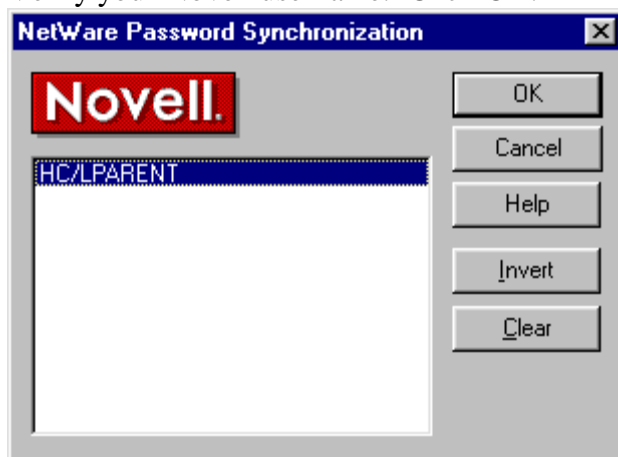 NetWare Password Synchronization
Novell.
OK
Cancel
HC/LPARENT
Help
Invert
Clear